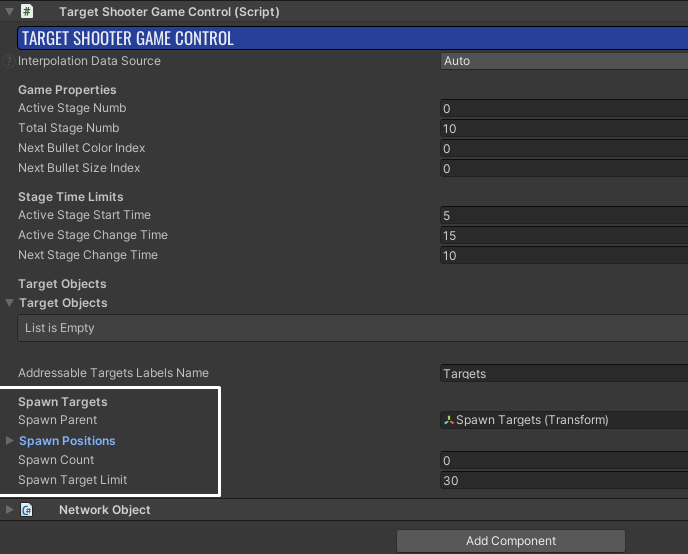 # Target Shooter Game Control (Script)
TARGET SHOOTER GAME CONTROL
? Interpolation Data Source Auto
Game Properties
Active Stage Numb 0
Total Stage Numb 10
Next Bullet Color Index 0
Next Bullet Size Index 0
Stage Time Limits
Active Stage Start Time 5
Active Stage Change Time 15
Next Stage Change Time 10
Target Objects
Target Objects
List is Empty
Addressable Targets Labels Name Targets
Spawn Targets
Spawn Parent Spawn Targets (Transform)
Spawn Positions
Spawn Count 0
Spawn Target Limit 30
Network Object
Add Component